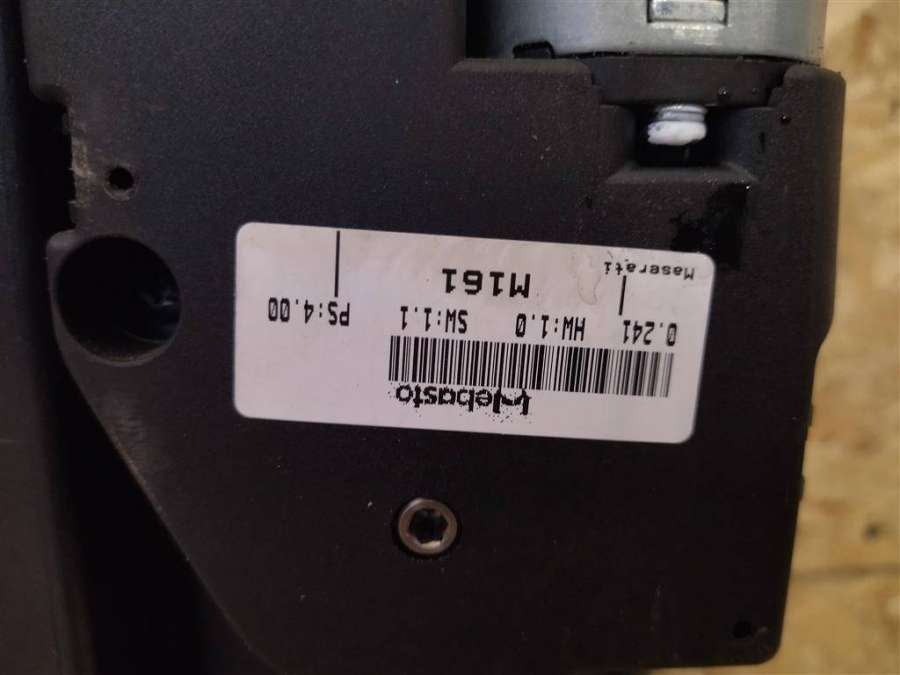 Webasto
0.241 HW:1.0 SW:1.1 PS:4.00
M161
Maserati